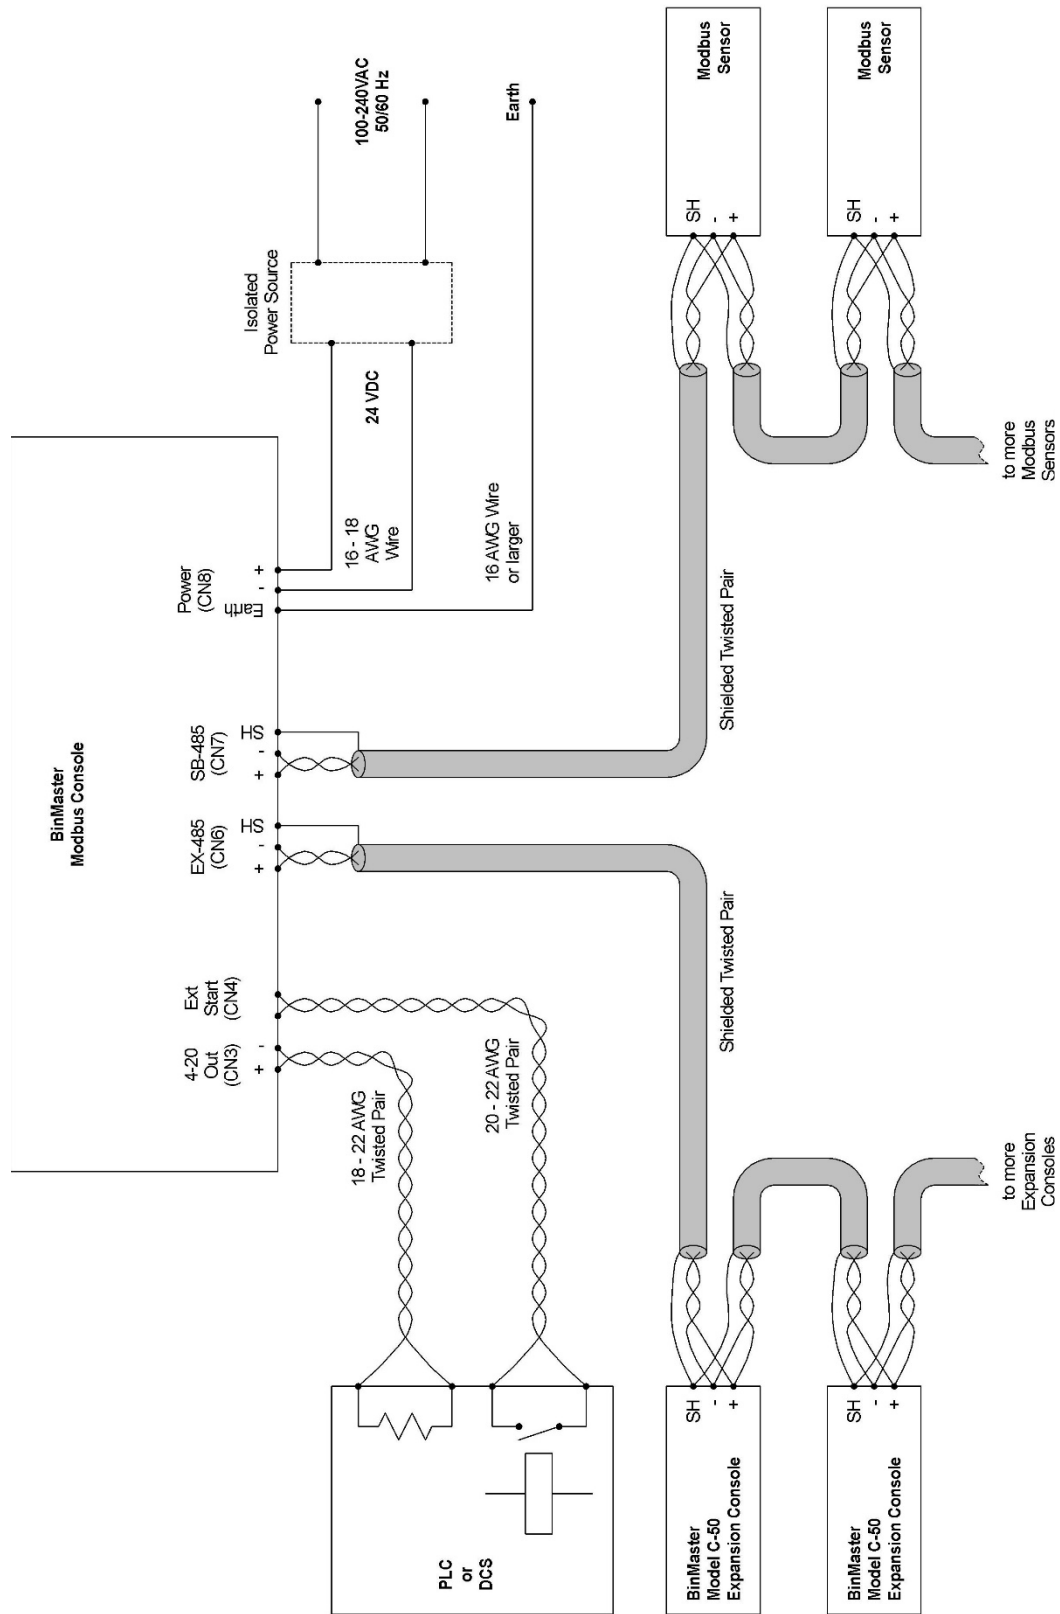 BinMaster
Modbus Console
4-20
Out
(CN3)
+
-
Ext
Start
(CN4)
EX-485
(CN6)
+
-
SH
SB-485
(CN7)
+
-
SH
Power
(CN8)
Earth
-
+
Isolated
Power Source
100-240VAC
50/60 Hz
Earth
24 VDC
16 - 18
AWG
Wire
16 AWG Wire
or larger
18 - 22 AWG
Twisted Pair
20 - 22 AWG
Twisted Pair
PLC
or
DCS
Shielded Twisted Pair
Shielded Twisted Pair
BinMaster
Model C-50
Expansion Console
SH
-
+
BinMaster
Model C-50
Expansion Console
SH
-
+
to more
Expansion
Consoles
Modbus
Sensor
SH
-
+
Modbus
Sensor
SH
-
+
to more
Modbus
Sensors